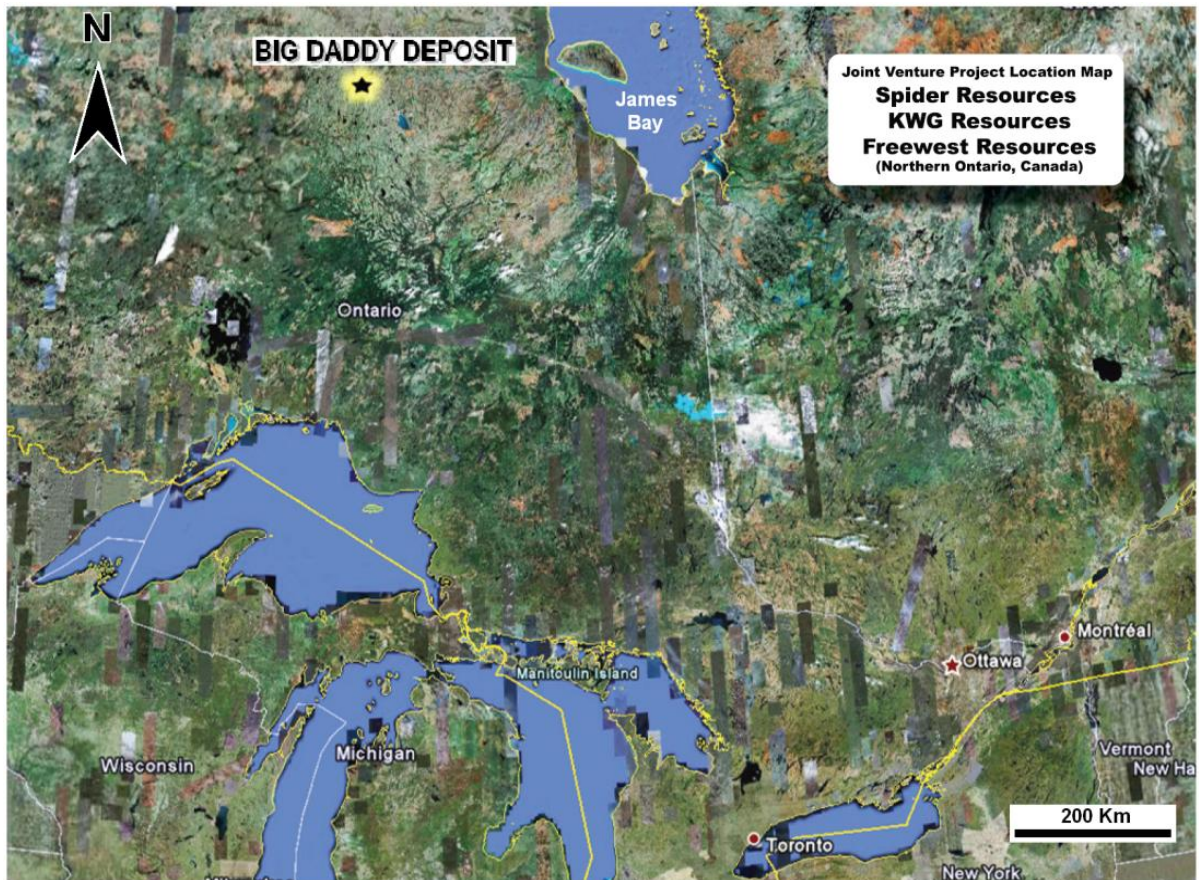 N
BIG DADDY DEPOSIT
James
Bay
Joint Venture Project Location Map
Spider Resources
KWG Resources
Freewest Resources
(Northern Ontario, Canada)
Ontario
Montréal
Ottawa
Manitoulin Island
Michigan
Wisconsin
Vermont
New Ha
200 Km
Toronto
New York